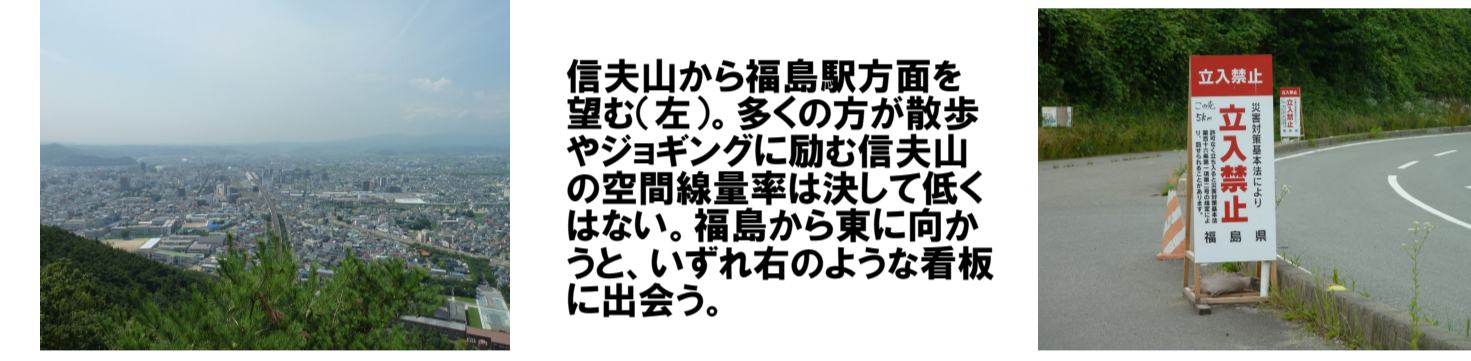 信夫山から福島駅方面を
望む（左）。多くの方が散歩
やジョギングに励む信夫山
の空間線量率は決して低く
はない。福島から東に向か
うと、いずれ右のような看板
に出会う。
立入禁止
この先
5km
災害対策基本法により
立入禁止
福島県
立入禁止